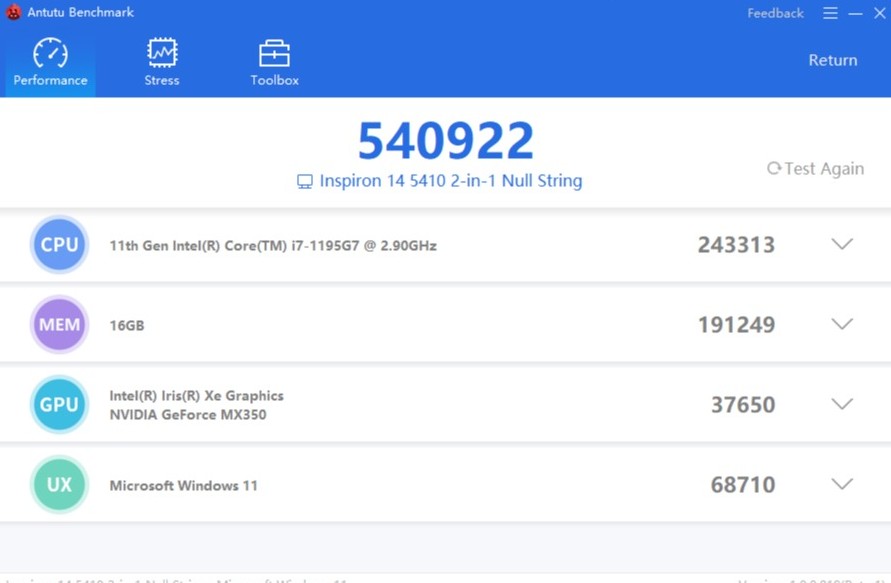 Antutu Benchmark
Feedback
Performance
Stress
Toolbox
Return
540922
Inspiron 14 5410 2-in-1 Null String
Test Again
CPU
11th Gen Intel(R) Core(TM) i7-1195G7 @ 2.90GHz
243313
MEM
16GB
191249
GPU
Intel(R) Iris(R) Xe Graphics
NVIDIA GeForce MX350
37650
UX
Microsoft Windows 11
68710